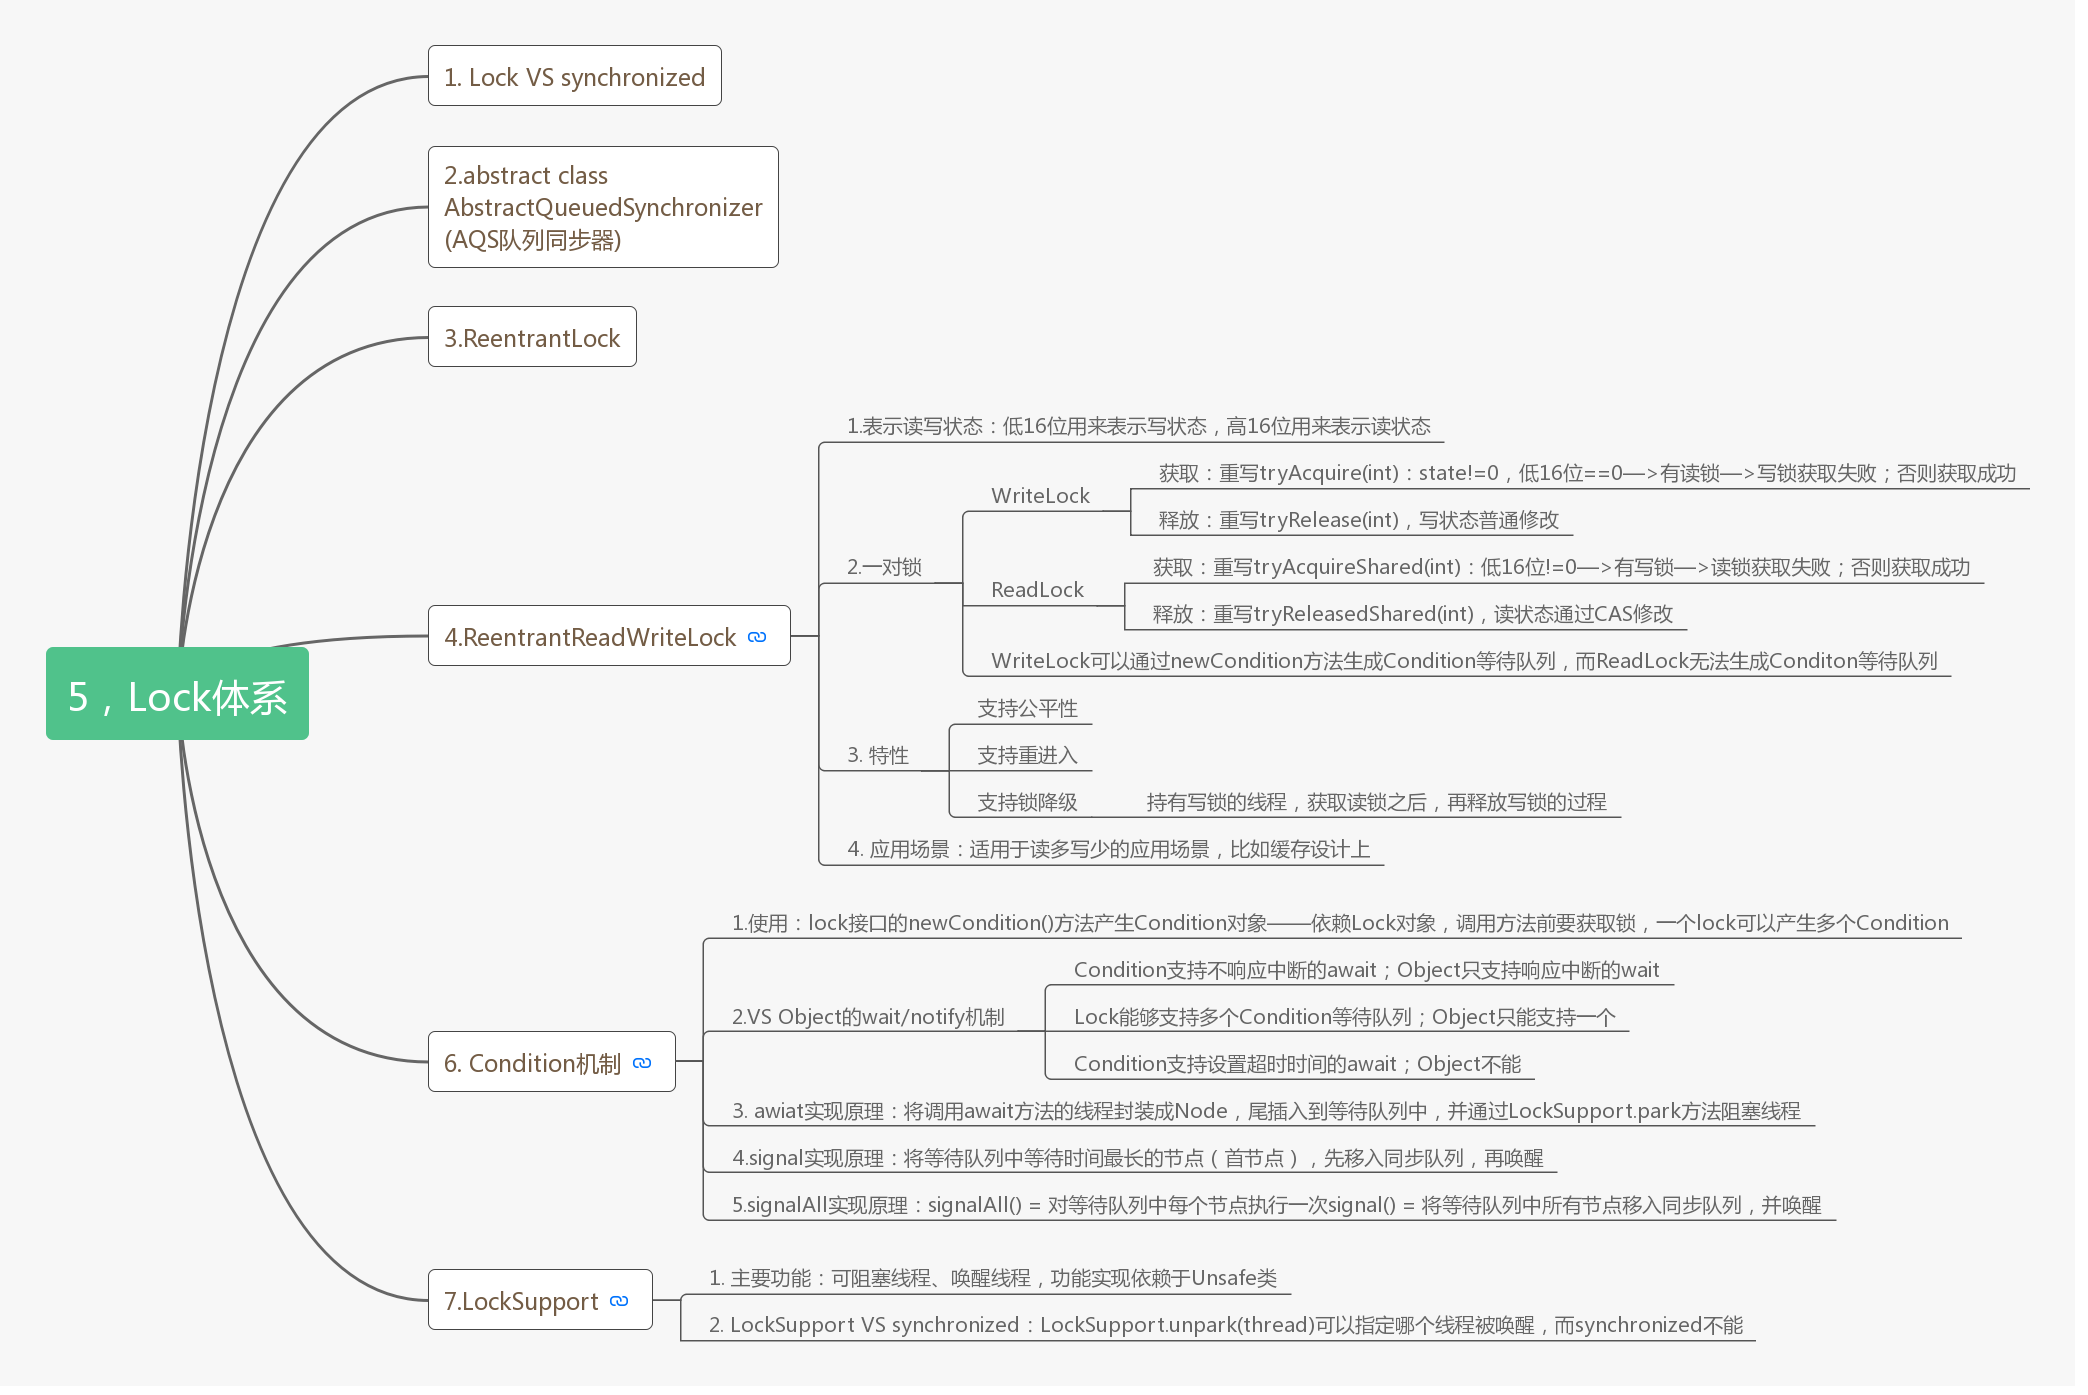 1. Lock VS synchronized
2.abstract class
AbstractQueuedSynchronizer
(AQS队列同步器)
3.ReentrantLock
1.表示读写状态：低16位用来表示写状态，高16位用来表示读状态
获取：重写tryAcquire(int)：state!=0，低16位==0—>有读锁—>写锁获取失败；否则获取成功
WriteLock
释放：重写tryRelease(int)，写状态普通修改
2.一对锁
获取：重写tryAcquireShared(int)：低16位!=0—>有写锁—>读锁获取失败；否则获取成功
ReadLock
释放：重写tryReleasedShared(int)，读状态通过CAS修改
4.ReentrantReadWriteLock
WriteLock可以通过newCondition方法生成Condition等待队列，而ReadLock无法生成Conditon等待队列
5，Lock体系
支持公平性
3. 特性
支持重进入
支持锁降级
持有写锁的线程，获取读锁之后，再释放写锁的过程
4. 应用场景：适用于读多写少的应用场景，比如缓存设计上
1.使用：lock接口的newCondition()方法产生Condition对象——依赖Lock对象，调用方法前要获取锁，一个lock可以产生多个Condition
Condition支持不响应中断的await；Object只支持响应中断的wait
2.VS Object的wait/notify机制
Lock能够支持多个Condition等待队列；Object只能支持一个
6. Condition机制
Condition支持设置超时时间的await；Object不能
3. awiat实现原理：将调用await方法的线程封装成Node，尾插入到等待队列中，并通过LockSupport.park方法阻塞线程
4.signal实现原理：将等待队列中等待时间最长的节点（首节点），先移入同步队列，再唤醒
5.signalAll实现原理：signalAll() = 对等待队列中每个节点执行一次signal() = 将等待队列中所有节点移入同步队列，并唤醒
1. 主要功能：可阻塞线程、唤醒线程，功能实现依赖于Unsafe类
7.LockSupport
2. LockSupport VS synchronized：LockSupport.unpark(thread)可以指定哪个线程被唤醒，而synchronized不能